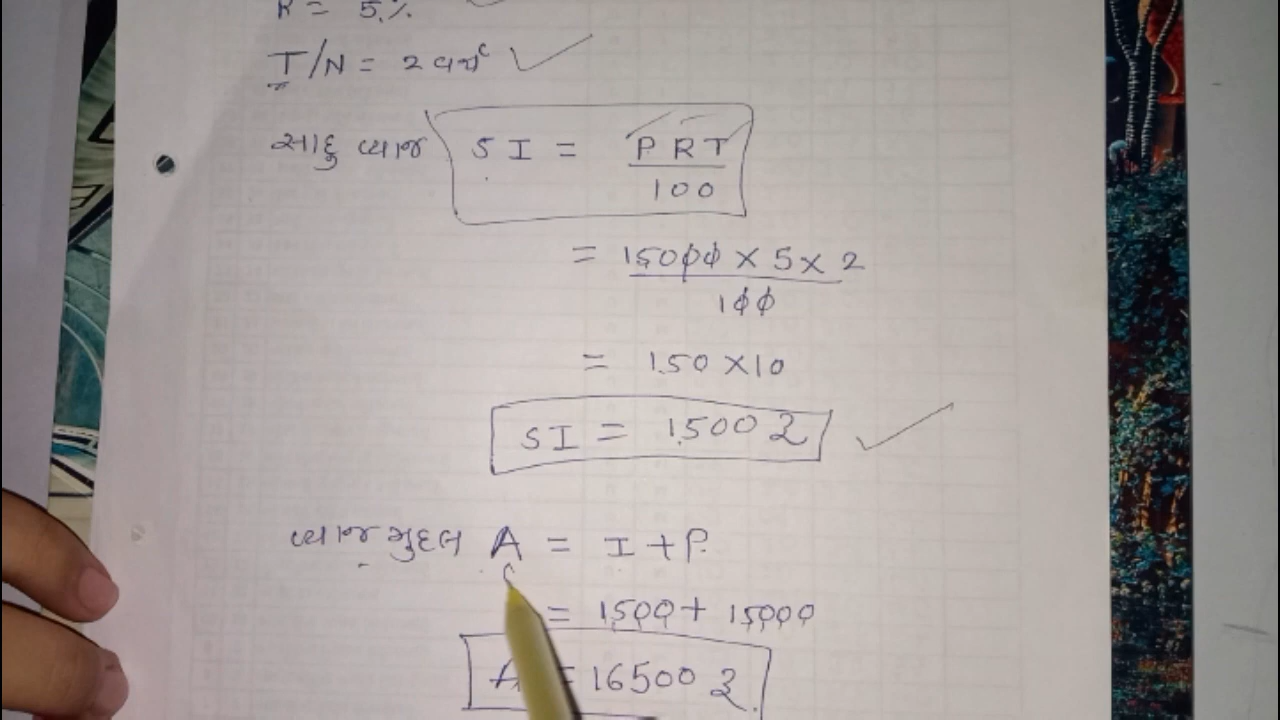 R = 5%
T/N = 2 વર્ષ
સાદુ વ્યાજ SI = PRT
100
= 15000 × 5 × 2
100
= 150 × 10
SI = 1500 રૂ
વ્યાજમુદ્દલ A = I + P
= 1500 + 15000
A = 16500 રૂ.